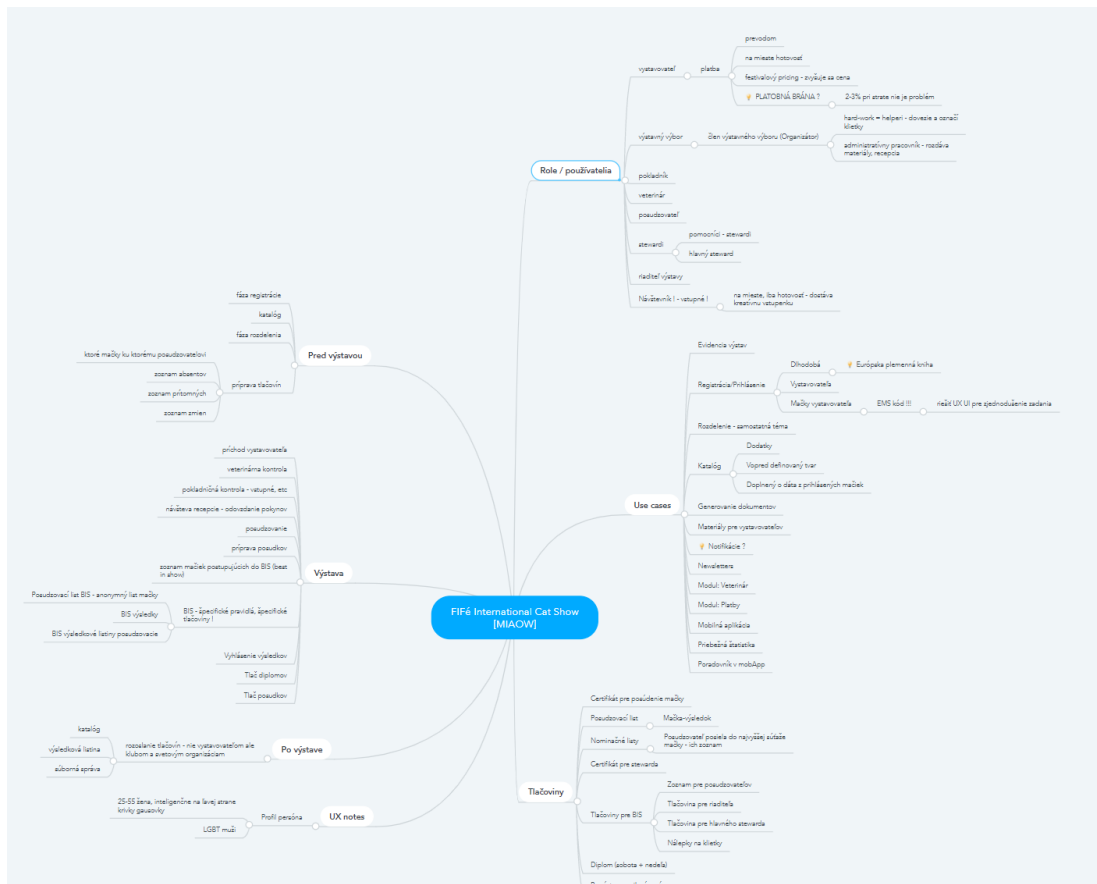 prevodom
na mieste hotovosť
vystavovateľ
platba
festivalový pricing - zvyšuje sa cena
PLATOBNÁ BRÁNA ?
2-3% pri strate nie je problém
hard-work = helperi - dovezie a označí
klietky
výstavný výbor
člen výstavného výboru (Organizátor)
administratívny pracovník - rozdáva
materiály, recepcia
Role / používatelia
pokladník
veterinár
posudzovateľ
pomocníci - stewardi
stewardi
hlavný steward
riaditeľ výstavy
Návštevník ! - vstupné !
na mieste, iba hotovosť - dostáva
kreatívnu vstupenku
fáza registrácie
katalóg
fáza rozdelenia
Pred výstavou
ktoré mačky ku ktorému posudzovateľovi
zoznam absentov
príprava tlačovín
zoznam prítomných
zoznam zmien
Evidencia výstav
Dlhodobá
Európska plemenná kniha
Registrácia/Prihlásenie
Vystavovateľa
Mačky vystavovateľa
EMS kód !!!
riešiť UX UI pre zjednodušenie zadania
Rozdelenie - samostatná téma
Dodatky
Katalóg
Vopred definovaný tvar
Doplnený o dáta z prihlásených mačiek
Use cases
Generovanie dokumentov
Materiály pre vystavovateľov
Notifikácie ?
Newsletters
Modul: Veterinár
Modul: Platby
Mobilná aplikácia
Priebežná štatistika
Poradovník v mobApp
príchod vystavovateľa
veterinárna kontrola
pokladničná kontrola - vstupné, etc
návšteva recepcie - odovzdanie pokynov
posudzovanie
príprava posudkov
zoznam mačiek postupujúcich do BIS (best
in show)
Výstava
Posudzovací list BIS - anonymný list mačky
BIS výsledky
BIS - špecifické pravidlá, špecifické
tlačoviny !
BIS výsledkové listiny posudzovacie
Vyhlásenie výsledkov
Tlač diplomov
Tlač posudkov
FIFé International Cat Show
[MIAOW]
katalóg
výsledková listina
súborná správa
rozoslanie tlačovín - nie vystavovateľom ale
klubom a svetovým organizáciam
Po výstave
25-55 žena, inteligenčne na ľavej strane
krivky gausovky
Profil persóna
LGBT muži
UX notes
Certifikát pre posúdenie mačky
Posudzovací list
Mačka-výsledok
Nominačné listy
Posudzovateľ posiela do najvyššej súťaže
mačky - ich zoznam
Certifikát pre stewarda
Tlačoviny
Zoznam pre posudzovateľov
Tlačovina pre riaditeľa
Tlačoviny pre BIS
Tlačovina pre hlavného stewarda
Nálepky na klietky
Diplom (sobota + nedeľa)